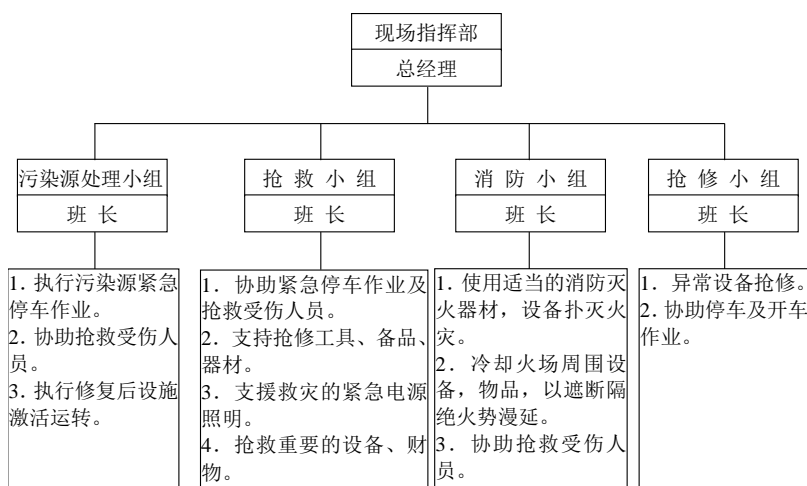 现场指挥部
总经理
污染源处理小组
班 长
抢 救 小 组
班 长
消 防 小 组
班 长
抢 修 小 组
班 长
1. 执行污染源紧急
停车作业。
2. 协助抢救受伤人
员。
3. 执行修复后设施
激活运转。
1. 协助紧急停车作业及
抢救受伤人员。
2. 支持抢修工具、备品、
器材。
3. 支援救灾的紧急电源
照明。
4. 抢救重要的设备、财
物。
1. 使用适当的消防灭
火器材，设备扑灭火
灾。
2. 冷却火场周围设
备，物品，以遮断隔
绝火势漫延。
3. 协助抢救受伤人
员。
1. 异常设备抢修。
2. 协助停车及开车
作业。